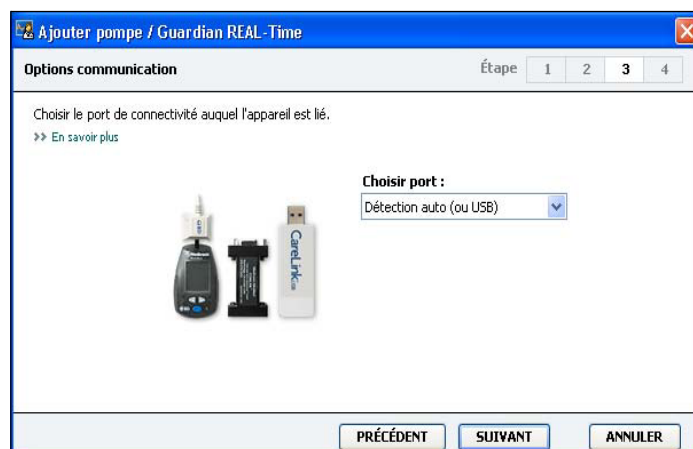 Ajouter pompe / Guardian REAL-Time
Options communication
Étape 1 2 3 4
Choisir le port de connectivité auquel l'appareil est lié.
>> En savoir plus
Choisir port :
Détection auto (ou USB)
CareLink USB
PRÉCÉDENT SUIVANT ANNULER